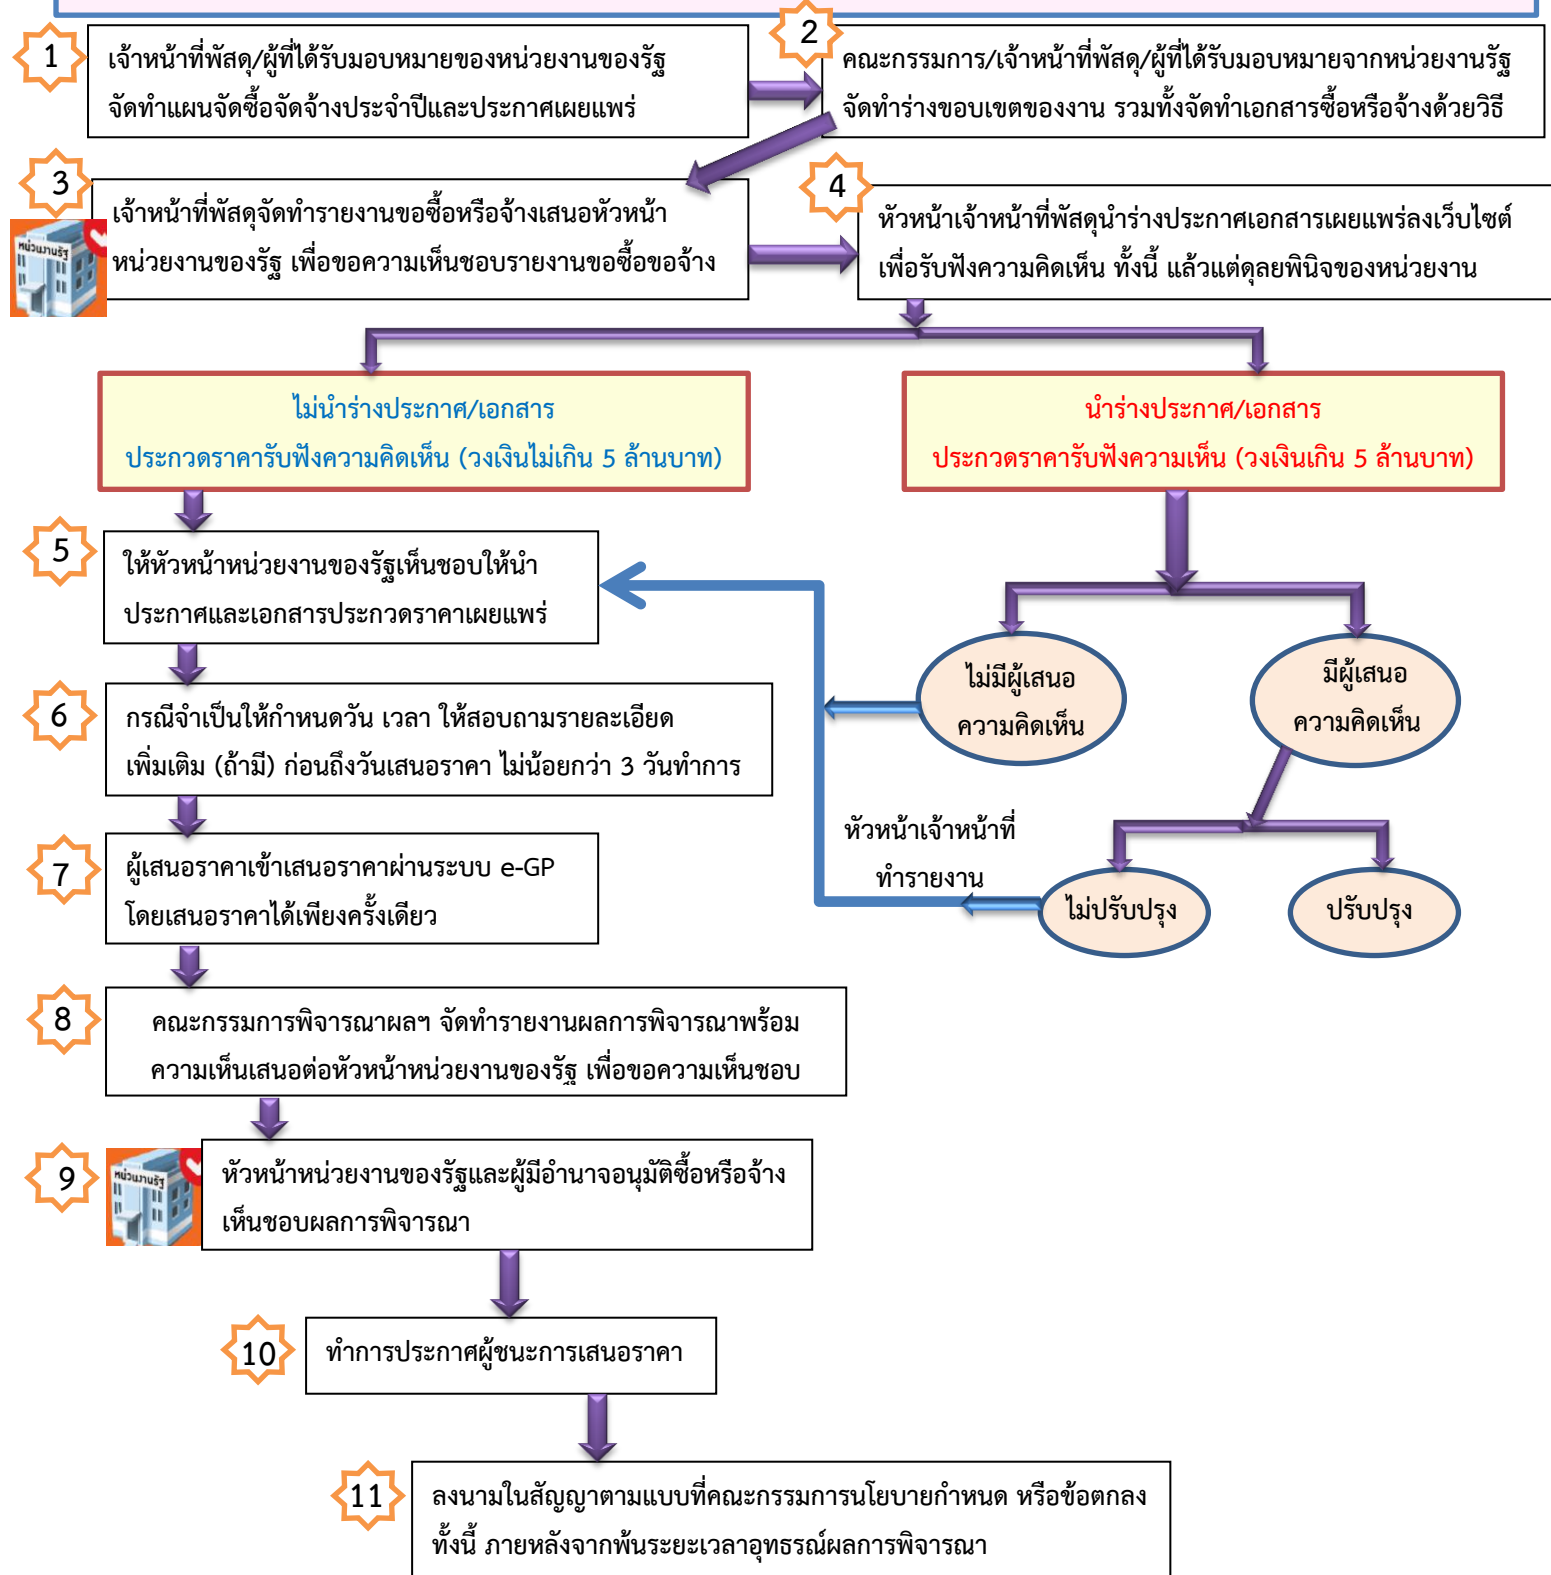 1
เจ้าหน้าที่พัสดุ/ผู้ที่ได้รับมอบหมายของหน่วยงานของรัฐ
จัดทำแผนจัดซื้อจัดจ้างประจำปีและประกาศเผยแพร่
2
คณะกรรมการ/เจ้าหน้าที่พัสดุ/ผู้ที่ได้รับมอบหมายจากหน่วยงานรัฐ
จัดทำร่างขอบเขตของงาน รวมทั้งจัดทำเอกสารซื้อหรือจ้างด้วยวิธี
3
หน่วยงานรัฐ
เจ้าหน้าที่พัสดุจัดทำรายงานขอซื้อหรือจ้างเสนอหัวหน้า
หน่วยงานของรัฐ เพื่อขอความเห็นชอบรายงานขอซื้อขอจ้าง
4
หัวหน้าเจ้าหน้าที่พัสดุนำร่างประกาศเอกสารเผยแพร่ลงเว็บไซต์
เพื่อรับฟังความคิดเห็น ทั้งนี้ แล้วแต่ดุลยพินิจของหน่วยงาน
ไม่นำร่างประกาศ/เอกสาร
ประกวดราคารับฟังความคิดเห็น (วงเงินไม่เกิน 5 ล้านบาท)
นำร่างประกาศ/เอกสาร
ประกวดราคารับฟังความเห็น (วงเงินเกิน 5 ล้านบาท)
5
ให้หัวหน้าหน่วยงานของรัฐเห็นชอบให้นำ
ประกาศและเอกสารประกวดราคาเผยแพร่
ไม่มีผู้เสนอ
ความคิดเห็น
มีผู้เสนอ
ความคิดเห็น
6
กรณีจำเป็นให้กำหนดวัน เวลา ให้สอบถามรายละเอียด
เพิ่มเติม (ถ้ามี) ก่อนถึงวันเสนอราคา ไม่น้อยกว่า 3 วันทำการ
หัวหน้าเจ้าหน้าที่
ทำรายงาน
ไม่ปรับปรุง
ปรับปรุง
7
ผู้เสนอราคาเข้าเสนอราคาผ่านระบบ e-GP
โดยเสนอราคาได้เพียงครั้งเดียว
8
คณะกรรมการพิจารณาผลฯ จัดทำรายงานผลการพิจารณาพร้อม
ความเห็นเสนอต่อหัวหน้าหน่วยงานของรัฐ เพื่อขอความเห็นชอบ
9
หน่วยงานรัฐ
หัวหน้าหน่วยงานของรัฐและผู้มีอำนาจอนุมัติซื้อหรือจ้าง
เห็นชอบผลการพิจารณา
10
ทำการประกาศผู้ชนะการเสนอราคา
11
ลงนามในสัญญาตามแบบที่คณะกรรมการนโยบายกำหนด หรือข้อตกลง
ทั้งนี้ ภายหลังจากพ้นระยะเวลาอุทธรณ์ผลการพิจารณา